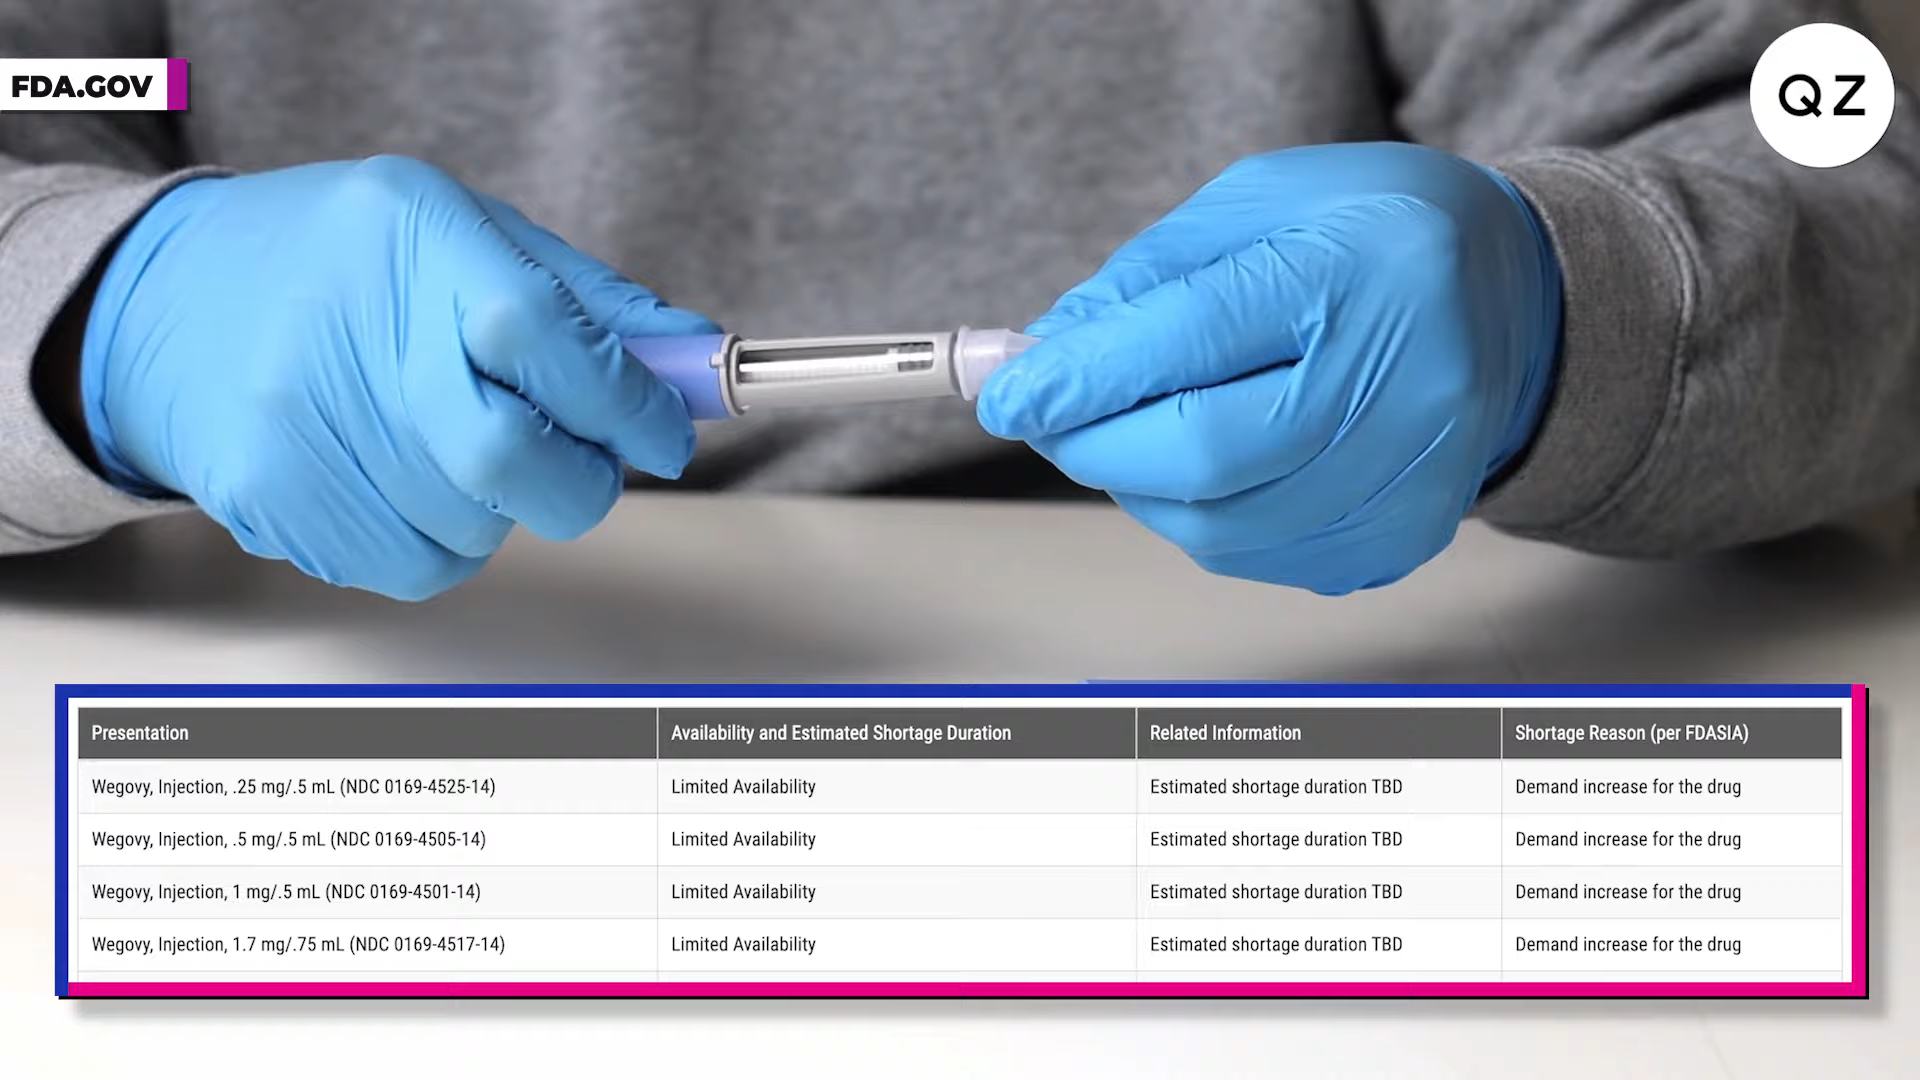 FDA.GOV
QZ
Presentation Availability and Estimated Shortage Duration Related Information Shortage Reason (per FDASIA)
Wegovy, Injection, .25 mg/.5 mL (NDC 0169-4525-14) Limited Availability Estimated shortage duration TBD Demand increase for the drug
Wegovy, Injection, .5 mg/.5 mL (NDC 0169-4505-14) Limited Availability Estimated shortage duration TBD Demand increase for the drug
Wegovy, Injection, 1 mg/.5 mL (NDC 0169-4501-14) Limited Availability Estimated shortage duration TBD Demand increase for the drug
Wegovy, Injection, 1.7 mg/.75 mL (NDC 0169-4517-14) Limited Availability Estimated shortage duration TBD Demand increase for the drug